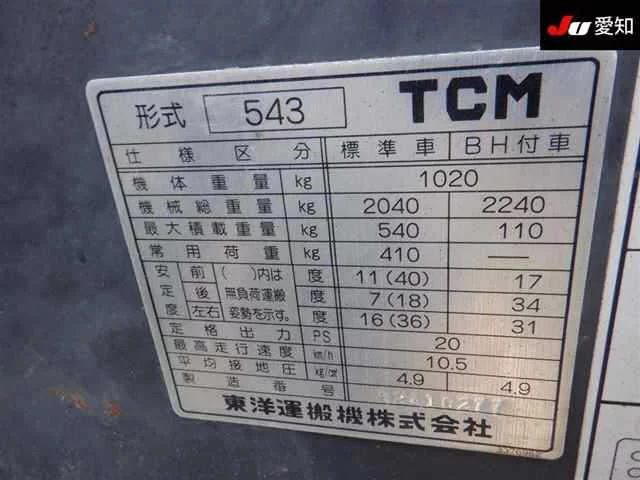 Ju 愛知
形式 543 TCM
仕様区分 標準車 BH付車
機体重量 kg 1020
機械総重量 kg 2040 2240
最大積載重量 kg 540 110
常用荷重 kg 410 —
安定度 前 ( )内は 度 11(40) 17
後 無負荷運搬 度 7(18) 34
左右 姿勢を示す。 度 16(36) 31
定格出力 PS 20
最高走行速度 km/h 10.5
平均接地圧 kg/cm² 4.9 4.9
製造番号
東洋運搬機株式会社